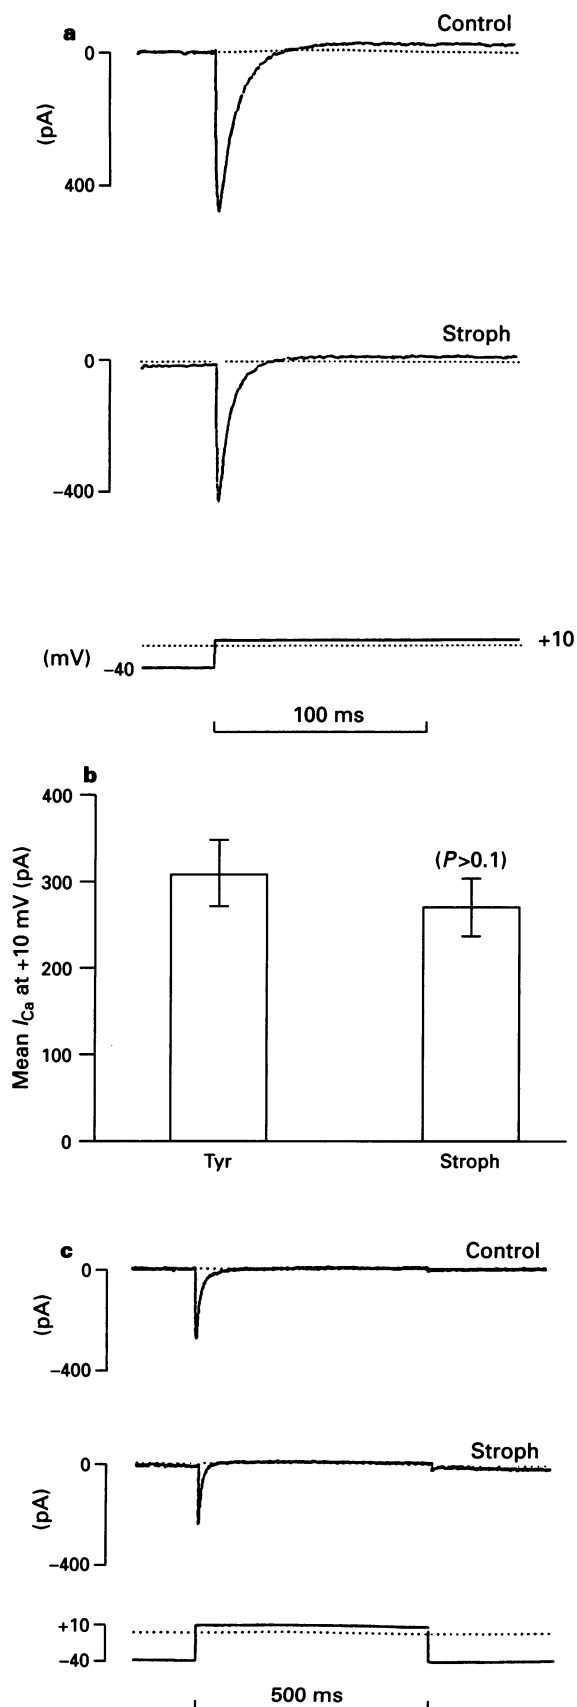 a
Control
0
(pA)
400
Stroph
0
–400
(mV)
–40
+10
100 ms
b
400
300
200
100
0
Mean ICa at +10 mV (pA)
(P>0.1)
Tyr
Stroph
c
Control
0
(pA)
–400
Stroph
0
(pA)
–400
+10
–40
500 ms